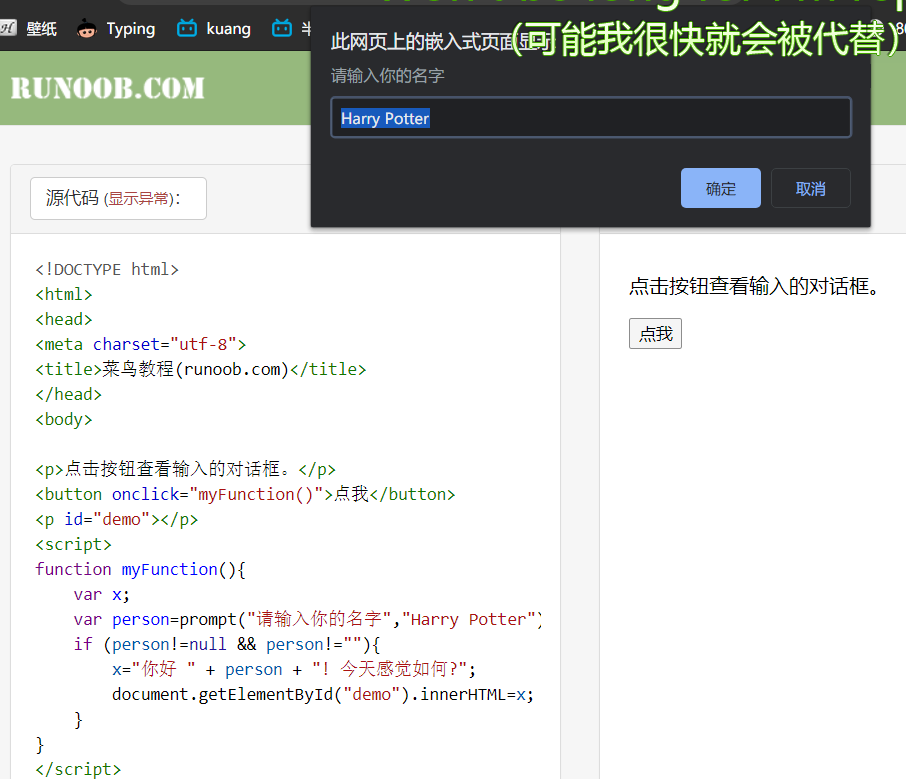 壁纸 Typing kuang
(可能我很快就会被代替)
此网页上的嵌入式页面显
请输入你的名字
Harry Potter
确定 取消
RUNOOB.COM
源代码 (显示异常)：
<!DOCTYPE html>
<html>
<head>
<meta charset="utf-8">
<title>菜鸟教程(runoob.com)</title>
</head>
<body>
<p>点击按钮查看输入的对话框。</p>
<button onclick="myFunction()">点我</button>
<p id="demo"></p>
<script>
function myFunction(){
var x;
var person=prompt("请输入你的名字","Harry Potter")
if (person!=null && person!=""){
x="你好 " + person + "! 今天感觉如何?";
document.getElementById("demo").innerHTML=x;
}
}
</script>
点击按钮查看输入的对话框。
点我